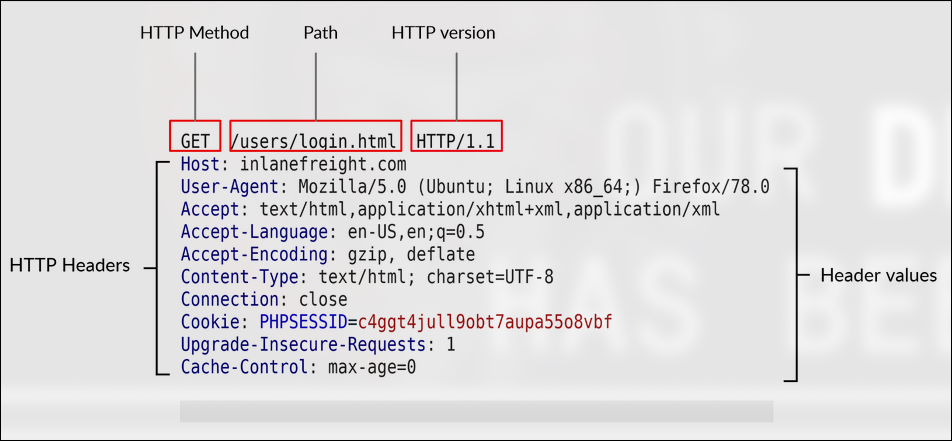 HTTP Method Path HTTP version
GET /users/login.html HTTP/1.1
Host: inlanefreight.com
User-Agent: Mozilla/5.0 (Ubuntu; Linux x86_64;) Firefox/78.0
Accept: text/html,application/xhtml+xml,application/xml
Accept-Language: en-US,en;q=0.5
Accept-Encoding: gzip, deflate
HTTP Headers
Content-Type: text/html; charset=UTF-8
Header values
Connection: close
Cookie: PHPSESSID=c4ggt4jull9obt7aupa55o8vbf
Upgrade-Insecure-Requests: 1
Cache-Control: max-age=0
OUR D
HAS BE